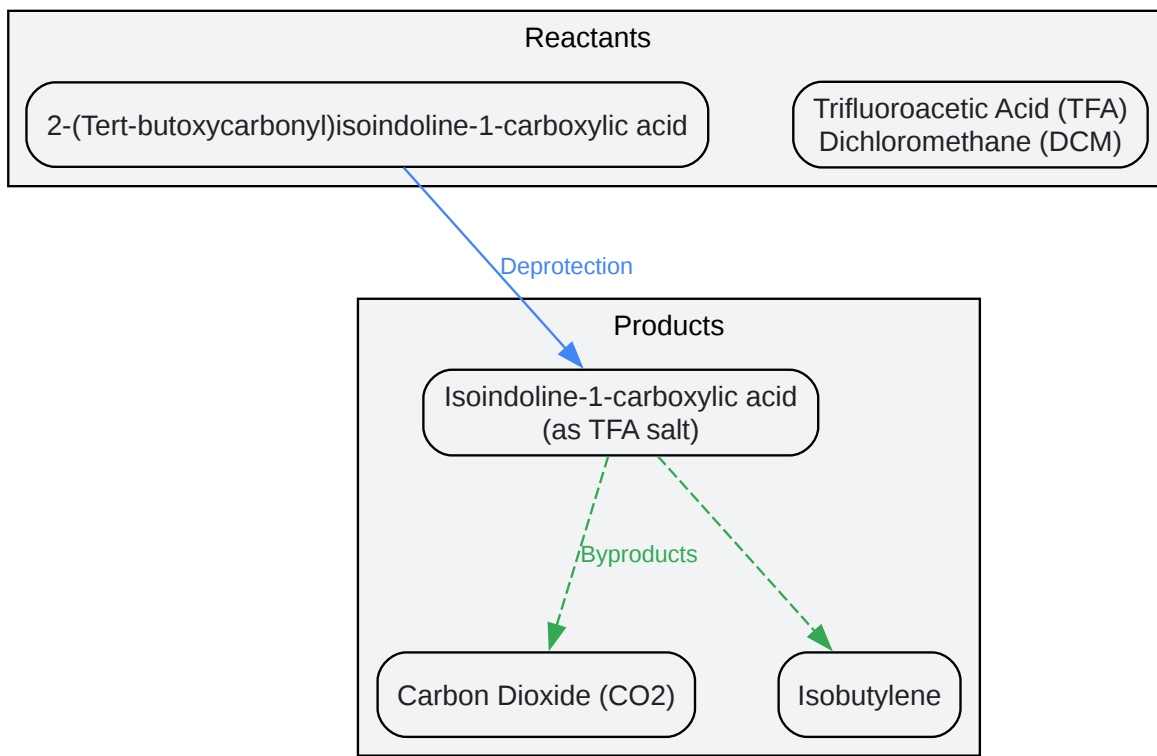 Reactants
2-(Tert-butoxycarbonyl)isoindoline-1-carboxylic acid
Trifluoroacetic Acid (TFA)
Dichloromethane (DCM)
Deprotection
Products
Isoindoline-1-carboxylic acid
(as TFA salt)
Byproducts
Carbon Dioxide (CO2)
Isobutylene